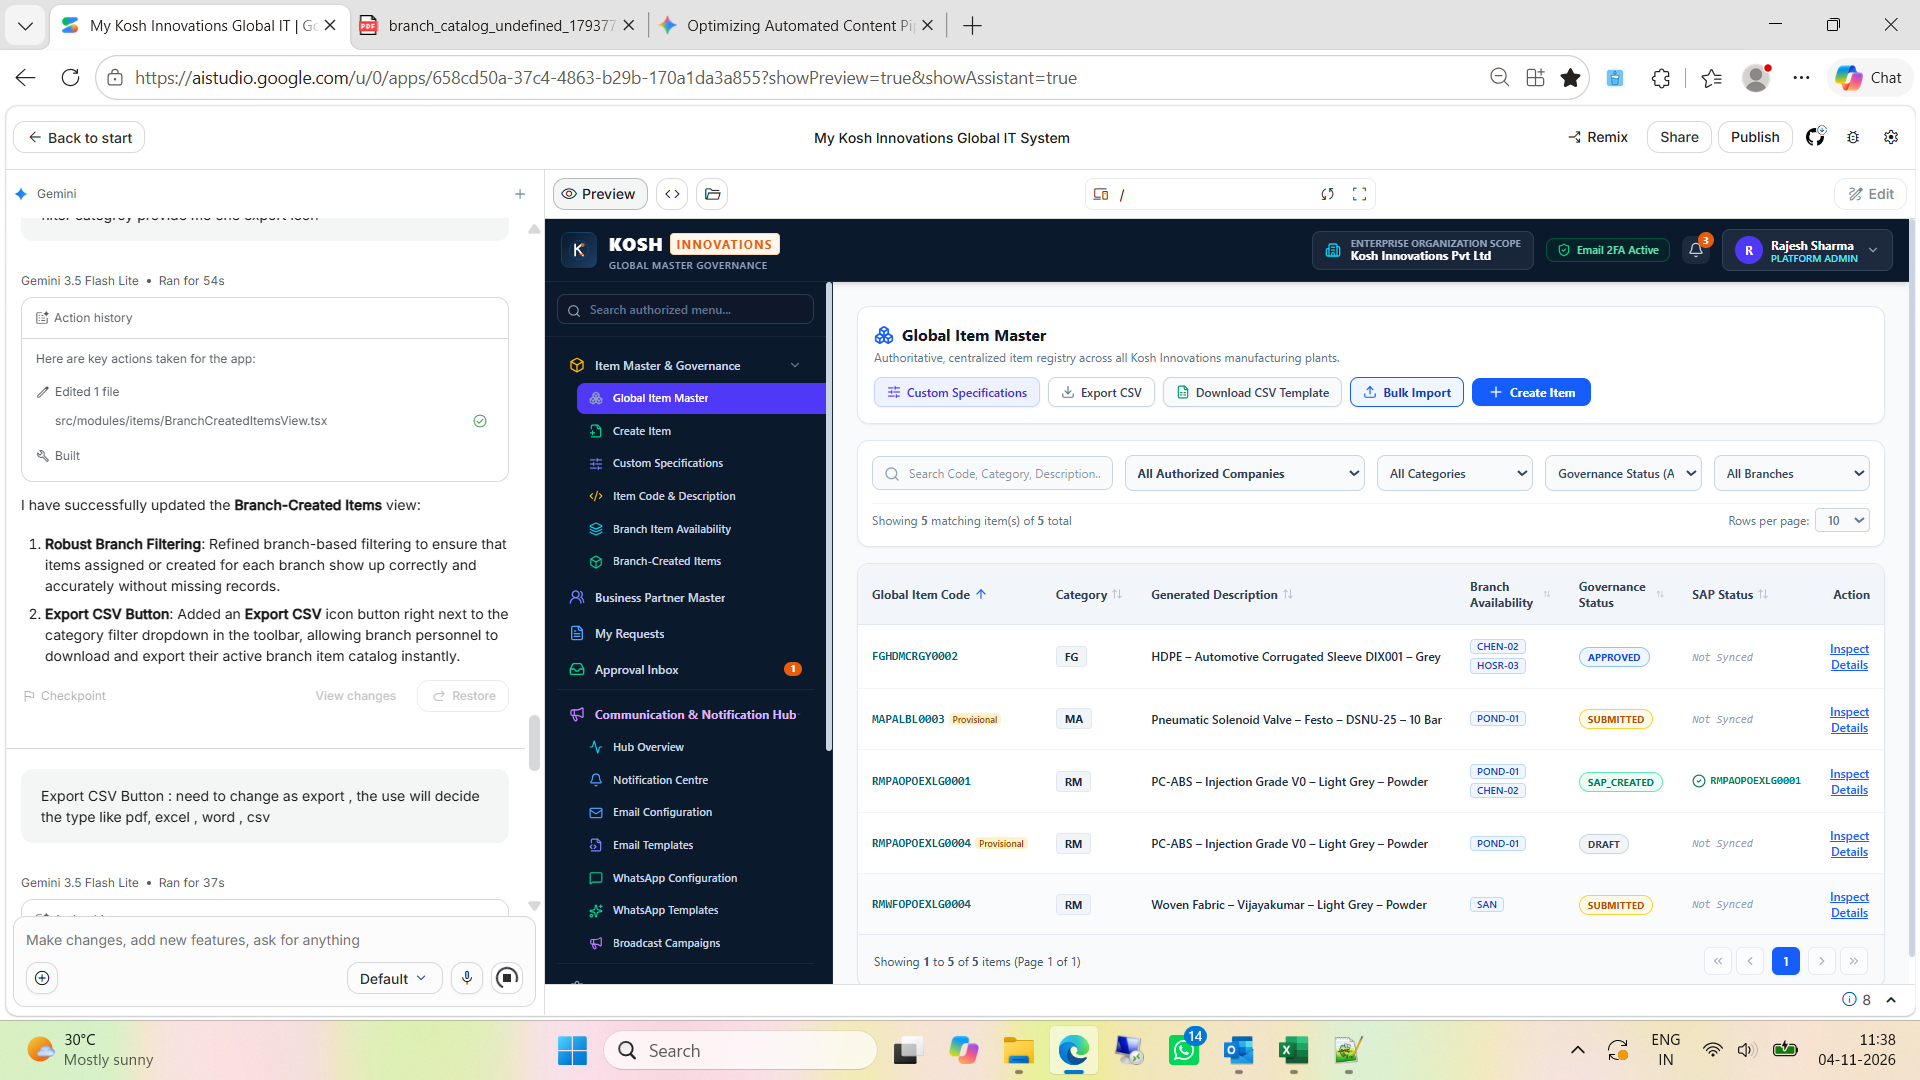 My Kosh Innovations Global IT | Go
branch_catalog_undefined_179377
Optimizing Automated Content Pip
https://aistudio.google.com/u/0/apps/658cd50a-37c4-4863-b29b-170a1da3a855?showPreview=true&showAssistant=true
Chat
Back to start
My Kosh Innovations Global IT System
Remix
Share
Publish
Gemini
Preview
/
Edit
filter category provide me one export icon
Gemini 3.5 Flash Lite • Ran for 54s
Action history
Here are key actions taken for the app:
Edited 1 file
src/modules/items/BranchCreatedItemsView.tsx
Built
I have successfully updated the Branch-Created Items view:
1. Robust Branch Filtering: Refined branch-based filtering to ensure that
items assigned or created for each branch show up correctly and
accurately without missing records.
2. Export CSV Button: Added an Export CSV icon button right next to the
category filter dropdown in the toolbar, allowing branch personnel to
download and export their active branch item catalog instantly.
Checkpoint
View changes
Restore
Export CSV Button : need to change as export , the use will decide
the type like pdf, excel , word , csv
Gemini 3.5 Flash Lite • Ran for 37s
Make changes, add new features, ask for anything
Default
K
KOSH INNOVATIONS
GLOBAL MASTER GOVERNANCE
ENTERPRISE ORGANIZATION SCOPE
Kosh Innovations Pvt Ltd
Email 2FA Active
3
R
Rajesh Sharma
PLATFORM ADMIN
Search authorized menu...
Item Master & Governance
Global Item Master
Create Item
Custom Specifications
Item Code & Description
Branch Item Availability
Branch-Created Items
Business Partner Master
My Requests
Approval Inbox 1
Communication & Notification Hub
Hub Overview
Notification Centre
Email Configuration
Email Templates
WhatsApp Configuration
WhatsApp Templates
Broadcast Campaigns
Global Item Master
Authoritative, centralized item registry across all Kosh Innovations manufacturing plants.
Custom Specifications
Export CSV
Download CSV Template
Bulk Import
Create Item
Search Code, Category, Description..
All Authorized Companies
All Categories
Governance Status (A
All Branches
Showing 5 matching item(s) of 5 total
Rows per page: 10
Global Item Code
Category
Generated Description
Branch Availability
Governance Status
SAP Status
Action
FGHDMCRGY0002
FG
HDPE – Automotive Corrugated Sleeve DIX001 – Grey
CHEN-02
HOSR-03
APPROVED
Not Synced
Inspect Details
MAPALBL0003 Provisional
MA
Pneumatic Solenoid Valve – Festo – DSNU-25 – 10 Bar
POND-01
SUBMITTED
Not Synced
Inspect Details
RMPAOPOEXLG0001
RM
PC-ABS – Injection Grade V0 – Light Grey – Powder
POND-01
CHEN-02
SAP_CREATED
RMPAOPOEXLG0001
Inspect Details
RMPAOPOEXLG0004 Provisional
RM
PC-ABS – Injection Grade V0 – Light Grey – Powder
POND-01
DRAFT
Not Synced
Inspect Details
RMWFOPOEXLG0004
RM
Woven Fabric – Vijayakumar – Light Grey – Powder
SAN
SUBMITTED
Not Synced
Inspect Details
Showing 1 to 5 of 5 items (Page 1 of 1)
1
8
30°C
Mostly sunny
Search
14
ENG
IN
11:38
04-11-2026